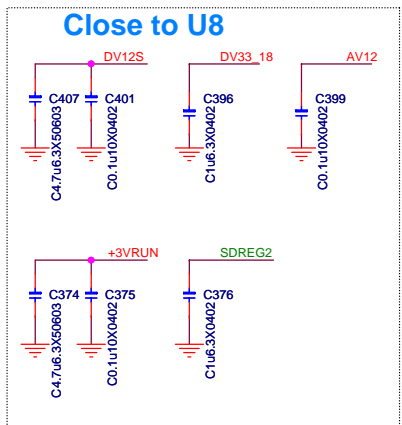 Close to U8
DV12S
DV33_18
AV12
C407
C401
C396
C399
C4.7u6.3X50603
C0.1u10X0402
C1u6.3X0402
C0.1u10X0402
+3VRUN
SDREG2
C374
C375
C376
C4.7u6.3X50603
C0.1u10X0402
C1u6.3X0402